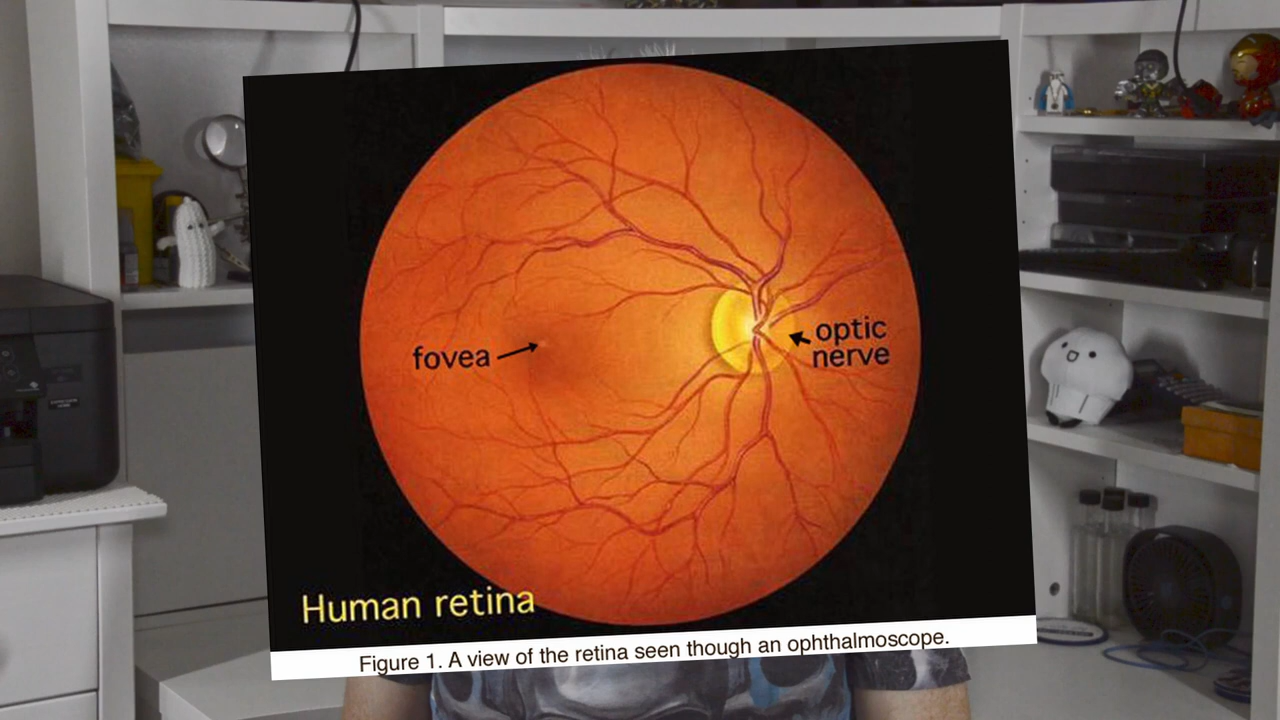 fovea
optic
nerve
Human retina
Figure 1. A view of the retina seen though an ophthalmoscope.